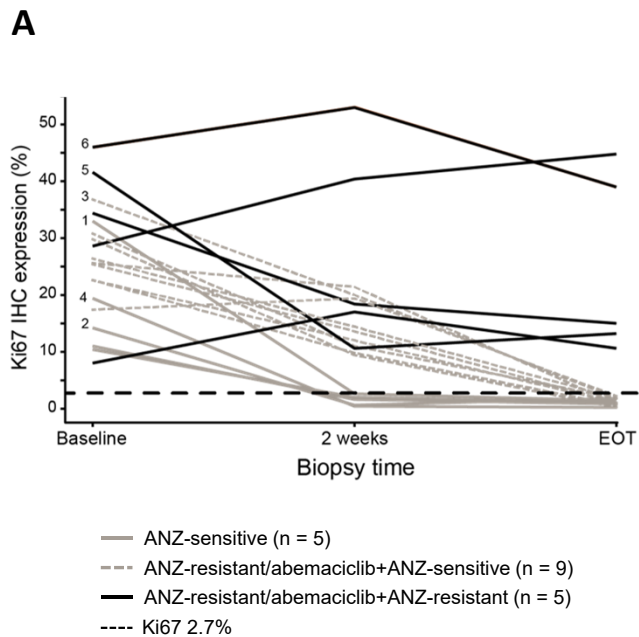 A
Ki67 IHC expression (%)
50
40
30
20
10
0
6
5
3
1
4
2
Baseline
2 weeks
EOT
Biopsy time
ANZ-sensitive (n = 5)
ANZ-resistant/abemaciclib+ANZ-sensitive (n = 9)
ANZ-resistant/abemaciclib+ANZ-resistant (n = 5)
Ki67 2.7%